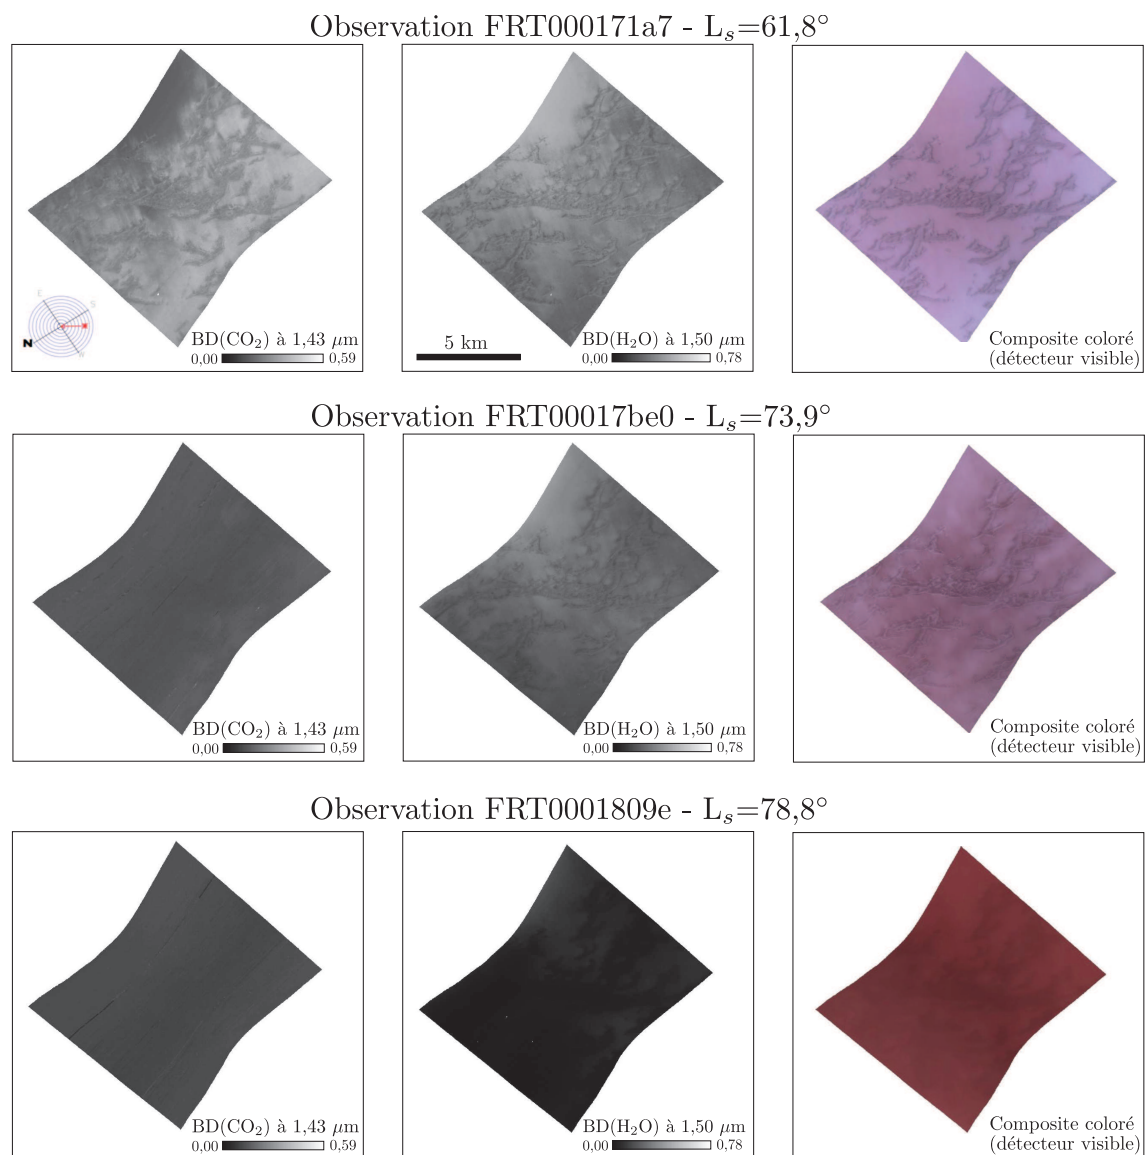 Observation FRT000171a7 - Lₛ=61,8°
N
S
BD(CO₂) à 1,43 μm
0,00 0,59
5 km
BD(H₂O) à 1,50 μm
0,00 0,78
Composite coloré
(détecteur visible)
Observation FRT00017be0 - Lₛ=73,9°
BD(CO₂) à 1,43 μm
0,00 0,59
BD(H₂O) à 1,50 μm
0,00 0,78
Composite coloré
(détecteur visible)
Observation FRT0001809e - Lₛ=78,8°
BD(CO₂) à 1,43 μm
0,00 0,59
BD(H₂O) à 1,50 μm
0,00 0,78
Composite coloré
(détecteur visible)